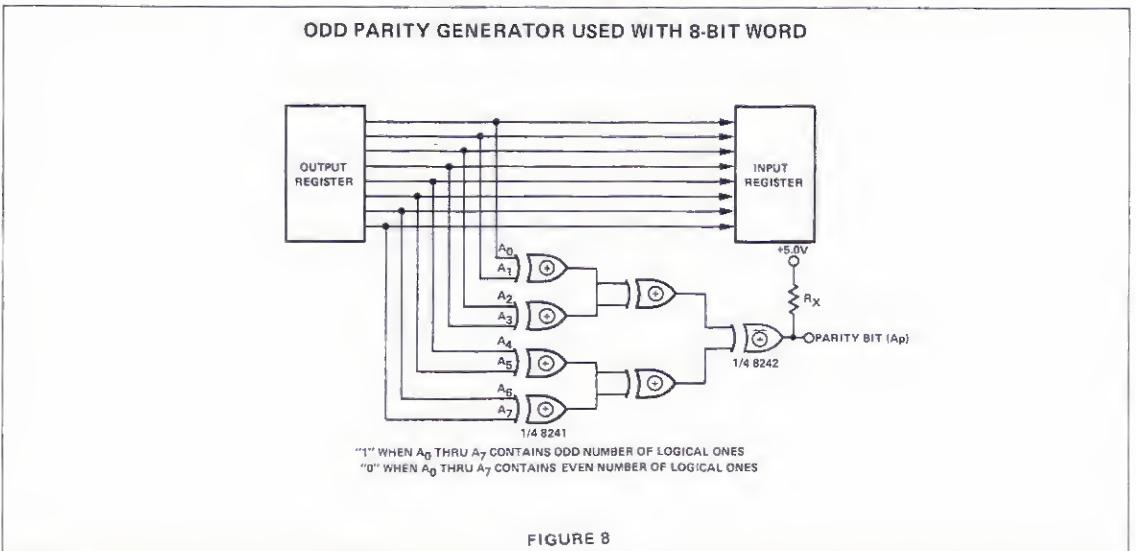 ODD PARITY GENERATOR USED WITH 8-BIT WORD
OUTPUT
REGISTER
INPUT
REGISTER
+5.0V
RX
A0
A1
A2
A3
A4
A5
A6
A7
PARITY BIT (Ap)
1/4 8242
1/4 8241
"1" WHEN A0 THRU A7 CONTAINS ODD NUMBER OF LOGICAL ONES
"0" WHEN A0 THRU A7 CONTAINS EVEN NUMBER OF LOGICAL ONES
FIGURE 8